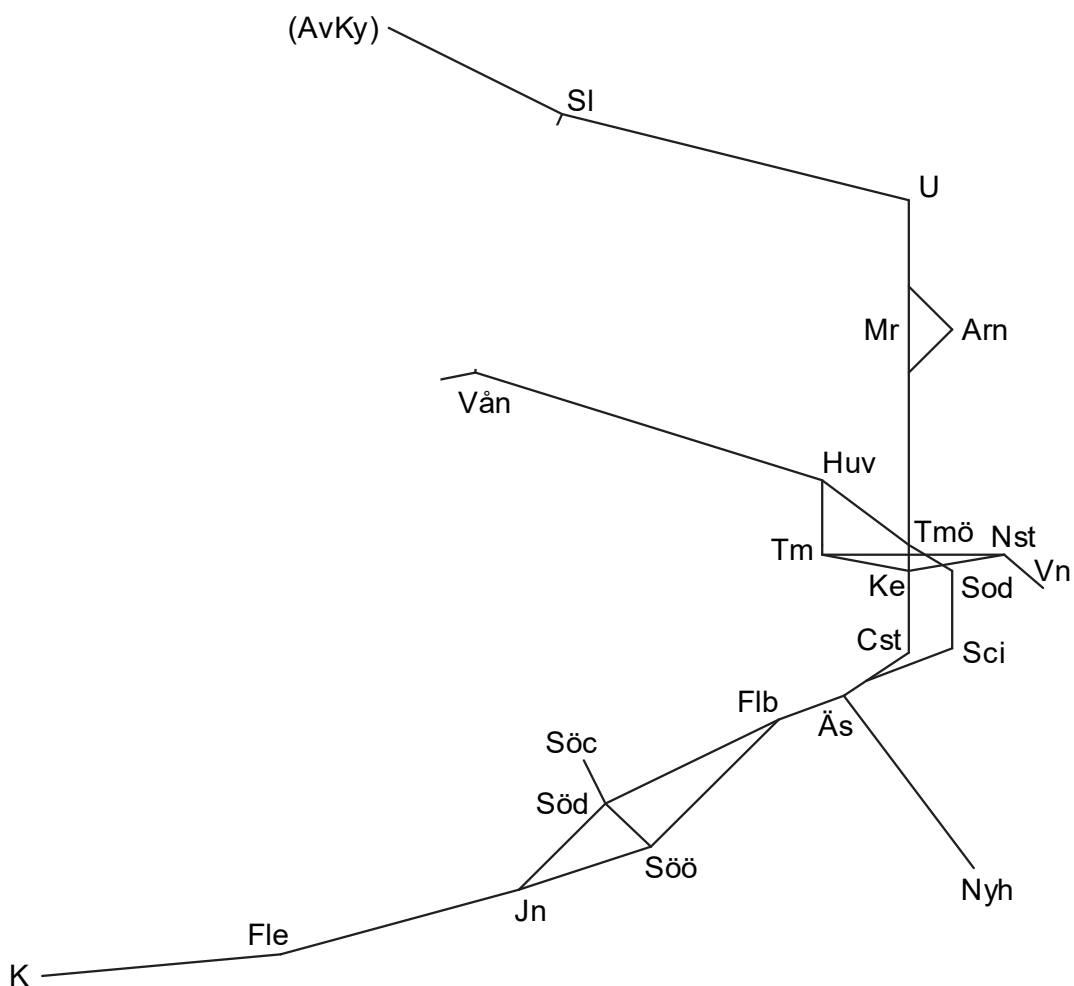 (AvKy)
Sl
U
Mr
Arn
Vån
Huv
Tmö
Nst
Tm
Vn
Ke
Sod
Cst
Sci
Flb
Äs
Söc
Söd
Söö
Nyh
Jn
Fle
K